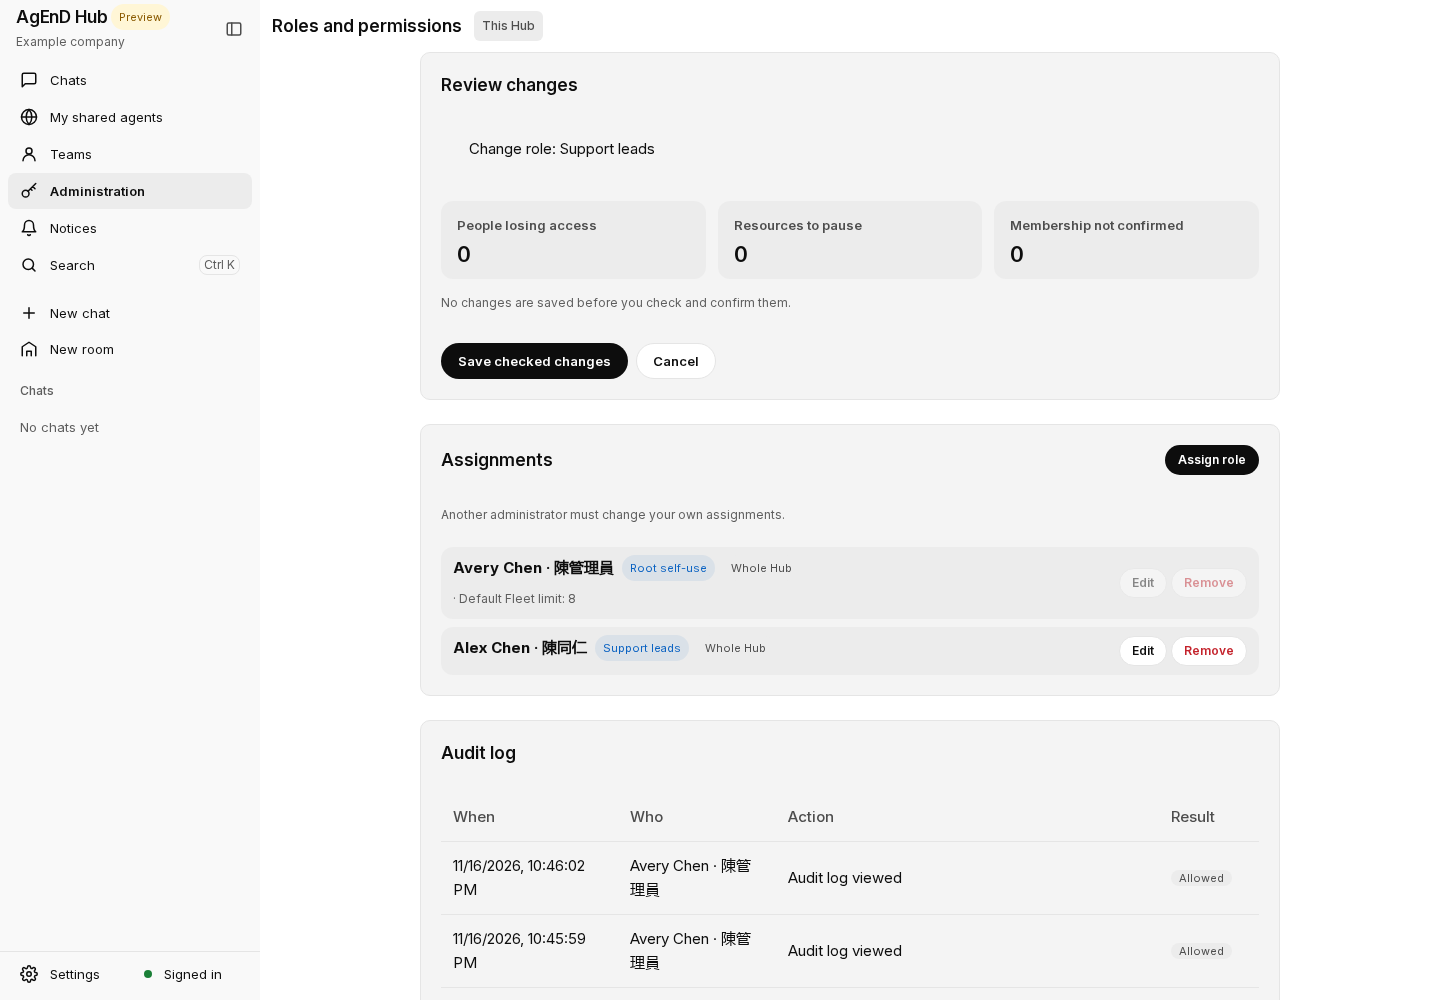 AgEnD Hub Preview
Example company
Chats
My shared agents
Teams
Administration
Notices
Search Ctrl K
New chat
New room
Chats
No chats yet
Settings
Signed in
Roles and permissions This Hub
Review changes
Change role: Support leads
People losing access
0
Resources to pause
0
Membership not confirmed
0
No changes are saved before you check and confirm them.
Save checked changes Cancel
Assignments Assign role
Another administrator must change your own assignments.
Avery Chen · 陳管理員 Root self-use Whole Hub
· Default Fleet limit: 8
Edit Remove
Alex Chen · 陳同仁 Support leads Whole Hub
Edit Remove
Audit log
When Who Action Result
11/16/2026, 10:46:02
PM
Avery Chen · 陳管
理員
Audit log viewed
Allowed
11/16/2026, 10:45:59
PM
Avery Chen · 陳管
理員
Audit log viewed
Allowed